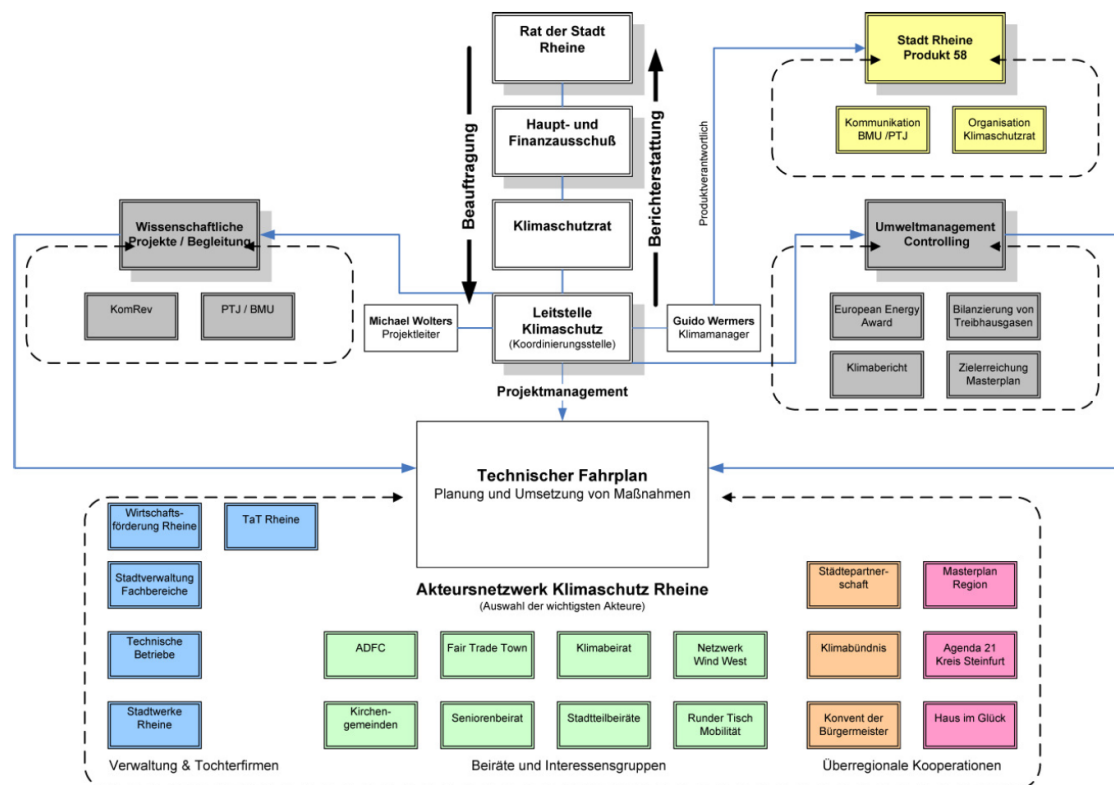 Rat der Stadt
Rheine
Stadt Rheine
Produkt 58
Beauftragung
Berichterstattung
Haupt- und
Finanzausschuß
Produktverantwortlich
Kommunikation
BMU /PTJ
Organisation
Klimaschutzrat
Wissenschaftliche
Projekte / Begleitung
Klimaschutzrat
Umweltmanagement
Controlling
KomRev
PTJ / BMU
Michael Wolters
Projektleiter
Leitstelle
Klimaschutz
(Koordinierungsstelle)
Guido Wermers
Klimamanager
European Energy
Award
Bilanzierung von
Treibhausgasen
Klimabericht
Zielerreichung
Masterplan
Projektmanagement
Technischer Fahrplan
Planung und Umsetzung von Maßnahmen
Wirtschafts-
förderung Rheine
TaT Rheine
Stadtverwaltung
Fachbereiche
Akteursnetzwerk Klimaschutz Rheine
(Auswahl der wichtigsten Akteure)
Städtepartner-
schaft
Masterplan
Region
Technische
Betriebe
ADFC
Fair Trade Town
Klimabeirat
Netzwerk
Wind West
Klimabündnis
Agenda 21
Kreis Steinfurt
Stadtwerke
Rheine
Kirchen-
gemeinden
Seniorenbeirat
Stadtteilbeiräte
Runder Tisch
Mobilität
Konvent der
Bürgermeister
Haus im Glück
Verwaltung & Tochterfirmen
Beiräte und Interessensgruppen
Überregionale Kooperationen